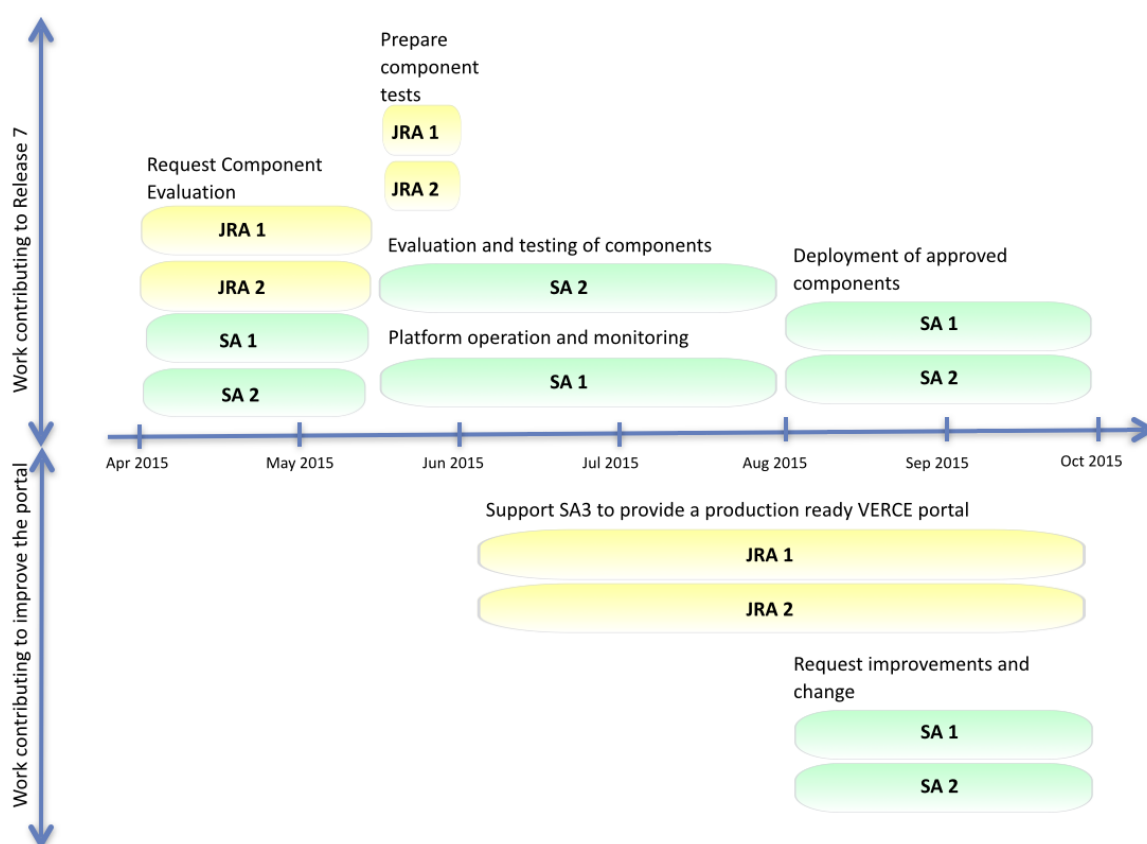 Work contributing to Release 7
Prepare
component
tests
JRA 1
JRA 2
Request Component
Evaluation
JRA 1
JRA 2
SA 1
SA 2
Evaluation and testing of components
SA 2
Platform operation and monitoring
SA 1
Deployment of approved
components
SA 1
SA 2
Apr 2015
May 2015
Jun 2015
Jul 2015
Aug 2015
Sep 2015
Oct 2015
Work contributing to improve the portal
Support SA3 to provide a production ready VERCE portal
JRA 1
JRA 2
Request improvements and
change
SA 1
SA 2